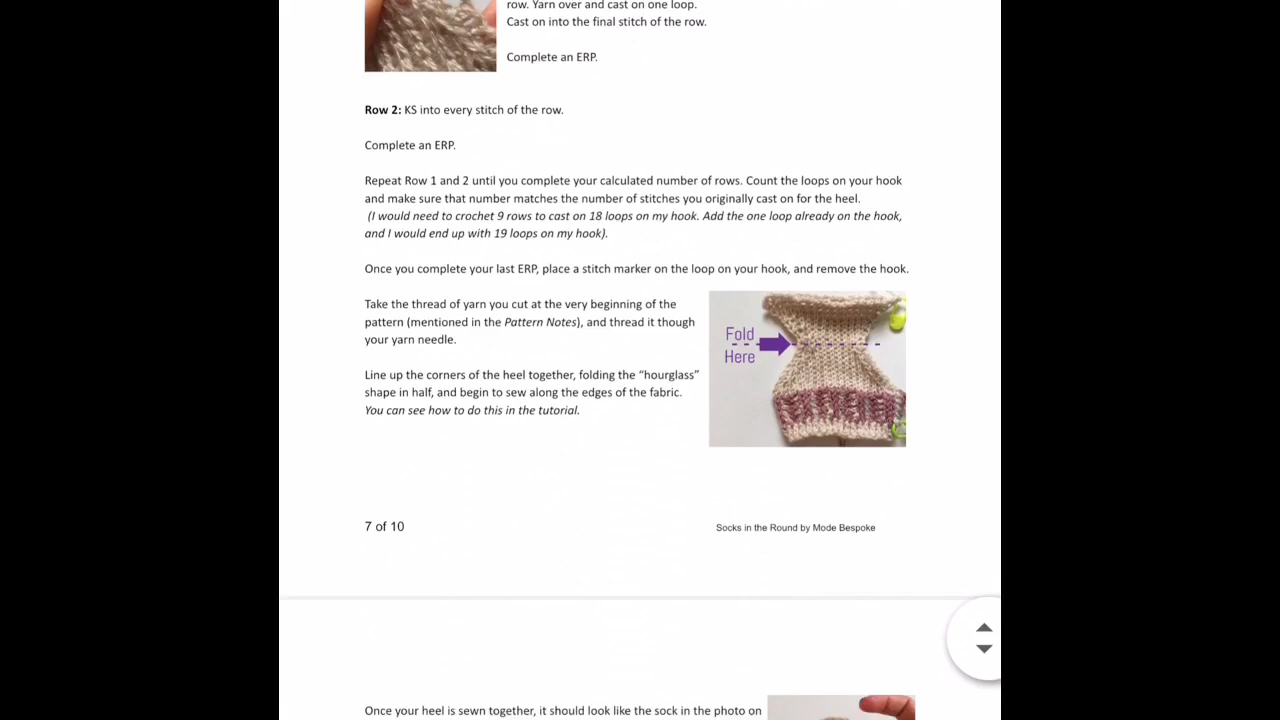 row. Yarn over and cast on one loop.
Cast on into the final stitch of the row.
Complete an ERP.
Row 2: KS into every stitch of the row.
Complete an ERP.
Repeat Row 1 and 2 until you complete your calculated number of rows. Count the loops on your hook
and make sure that number matches the number of stitches you originally cast on for the heel.
(I would need to crochet 9 rows to cast on 18 loops on my hook. Add the one loop already on the hook,
and I would end up with 19 loops on my hook).
Once you complete your last ERP, place a stitch marker on the loop on your hook, and remove the hook.
Take the thread of yarn you cut at the very beginning of the
pattern (mentioned in the Pattern Notes), and thread it though
your yarn needle.
Line up the corners of the heel together, folding the “hourglass”
shape in half, and begin to sew along the edges of the fabric.
You can see how to do this in the tutorial.
Fold
Here
7 of 10
Socks in the Round by Mode Bespoke
Once your heel is sewn together, it should look like the sock in the photo on